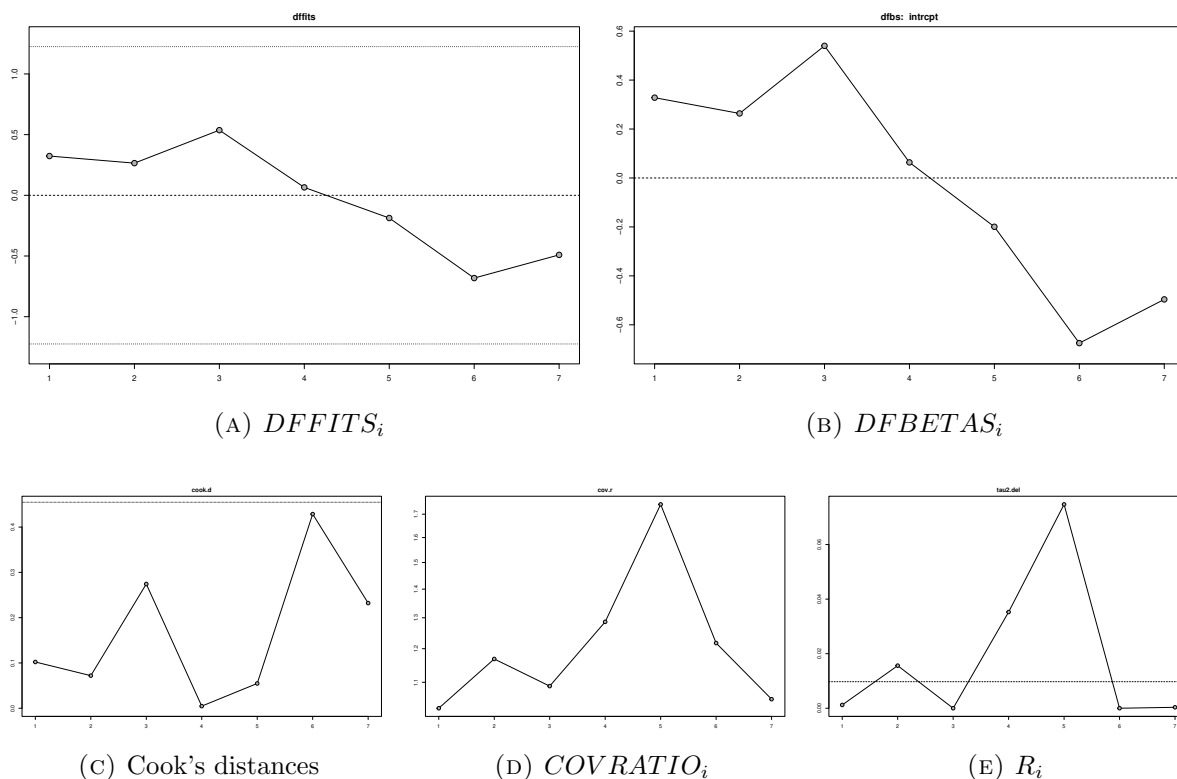 dffits
1.0
0.5
0.0
−0.5
−1.0
1 2 3 4 5 6 7
(A) DFFITS_i
dfbs: intrcpt
0.6
0.4
0.2
0.0
−0.2
−0.4
−0.6
1 2 3 4 5 6 7
(B) DFBETAS_i
cook.d
0.4
0.3
0.2
0.1
0.0
1 2 3 4 5 6 7
(C) Cook's distances
cov.r
1.7
1.6
1.5
1.4
1.3
1.2
1.1
1 2 3 4 5 6 7
(D) COVRATIO_i
tau2.del
0.06
0.04
0.02
0.00
1 2 3 4 5 6 7
(E) R_i